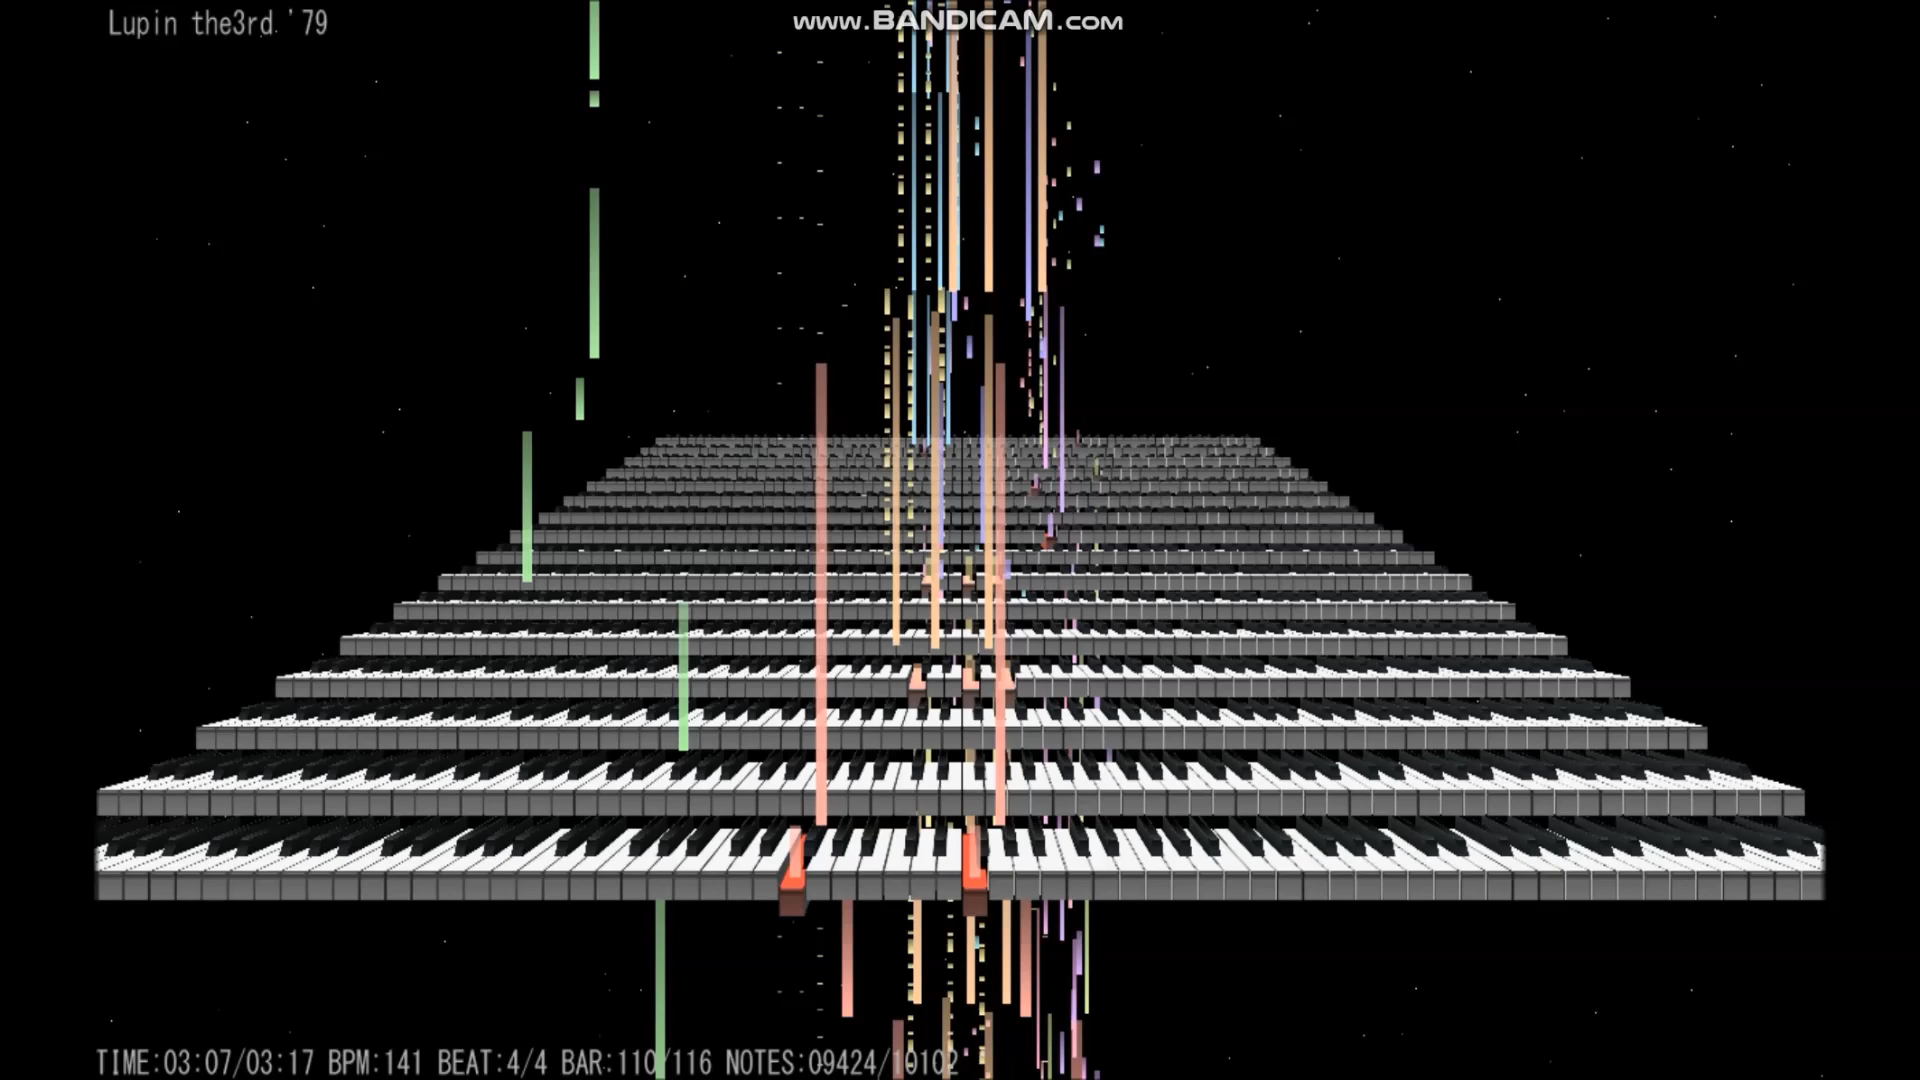 Lupin the3rd '79
www.BANDICAM.com
TIME:03:07/03:17 BPM:141 BEAT:4/4 BAR:110/116 NOTES:09424/10102